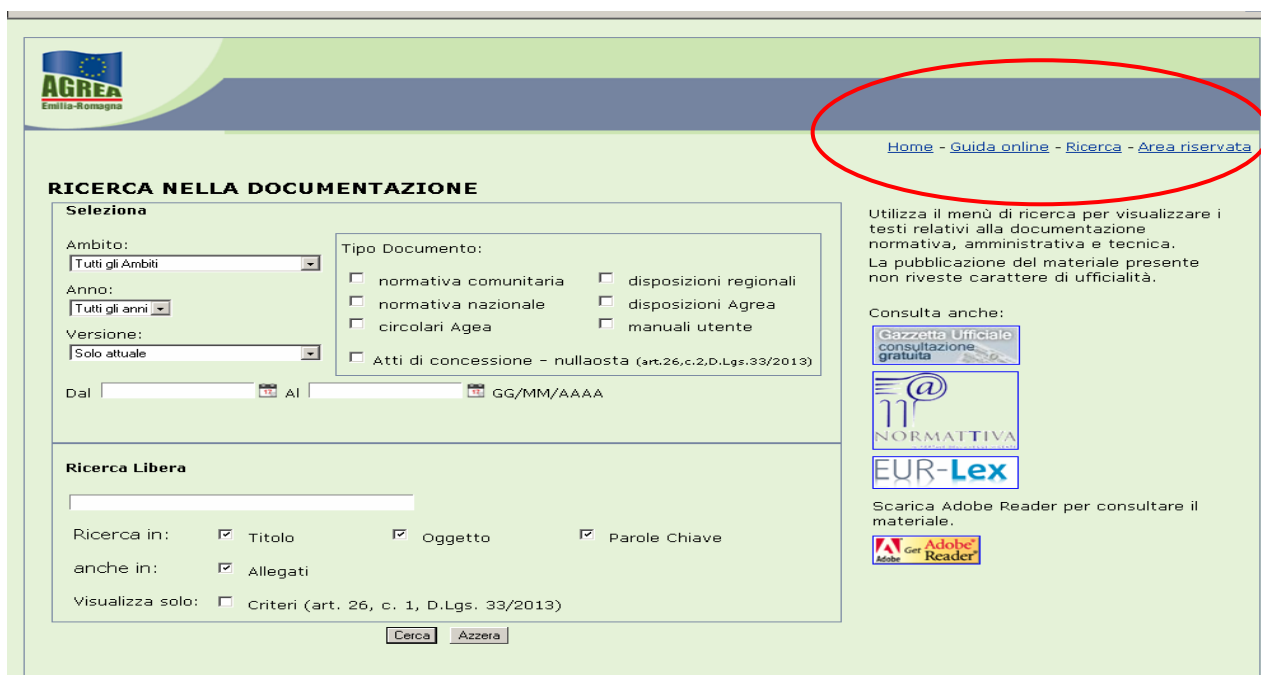 AGREA
Emilia-Romagna
Home - Guida online - Ricerca - Area riservata
RICERCA NELLA DOCUMENTAZIONE
Seleziona
Ambito:
Tutti gli Ambiti
Anno:
Tutti gli anni
Versione:
Solo attuale
Tipo Documento:
normativa comunitaria
disposizioni regionali
normativa nazionale
disposizioni Agrea
circolari Agea
manuali utente
Atti di concessione - nullaosta (art.26,c.2,D.Lgs.33/2013)
Dal
Al
GG/MM/AAAA
Ricerca Libera
Ricerca in:
Titolo
Oggetto
Parole Chiave
anche in:
Allegati
Visualizza solo:
Criteri (art. 26, c. 1, D.Lgs. 33/2013)
Cerca
Azzera
Utilizza il menù di ricerca per visualizzare i
testi relativi alla documentazione
normativa, amministrativa e tecnica.
La pubblicazione del materiale presente
non riveste carattere di ufficialità.
Consulta anche:
Gazzetta Ufficiale
consultazione
gratuita
NORMATTIVA
EUR-Lex
Scarica Adobe Reader per consultare il
materiale.
Adobe
Get Adobe®
Reader®